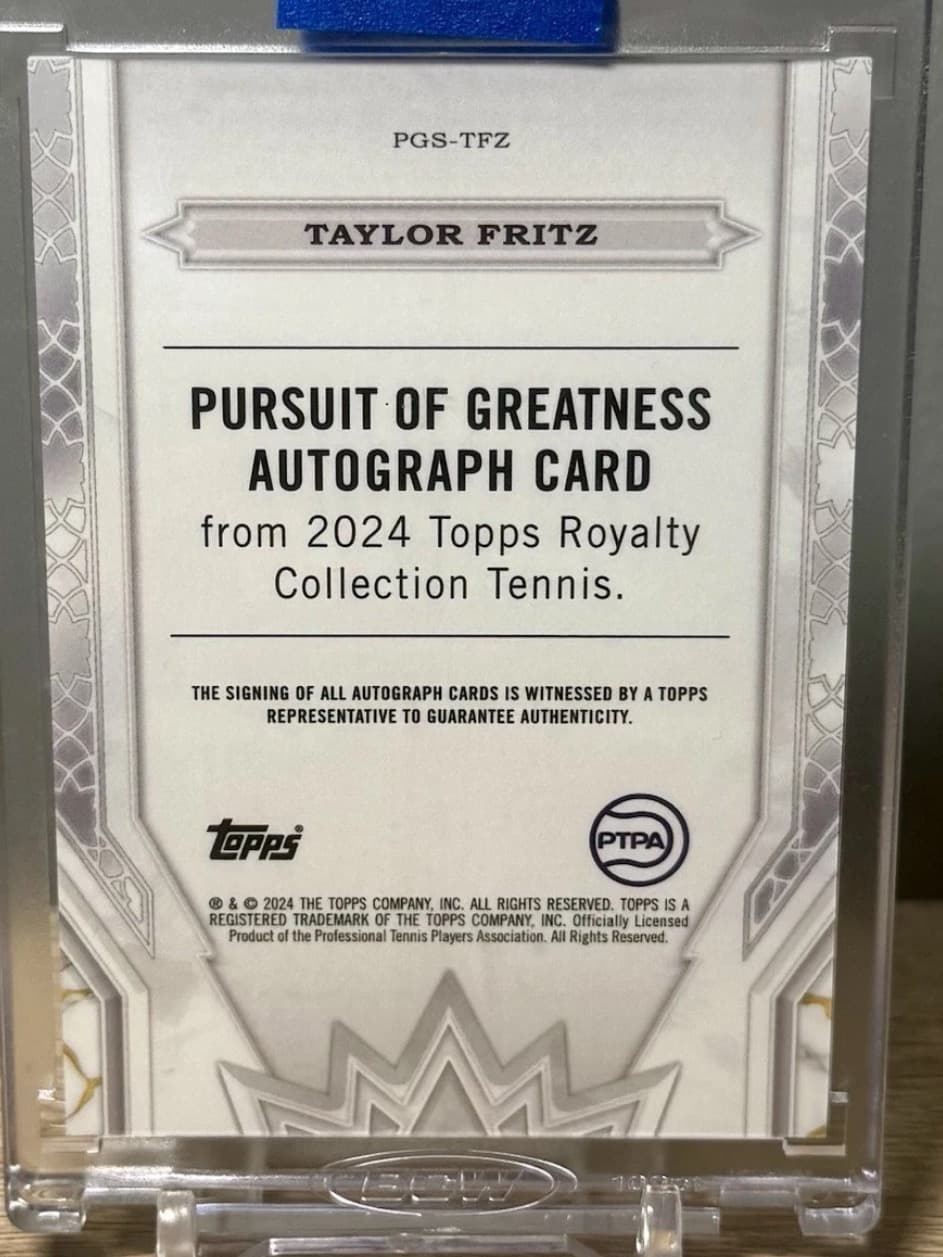 PGS-TFZ
TAYLOR FRITZ
PURSUIT OF GREATNESS
AUTOGRAPH CARD
from 2024 Topps Royalty
Collection Tennis.
THE SIGNING OF ALL AUTOGRAPH CARDS IS WITNESSED BY A TOPPS
REPRESENTATIVE TO GUARANTEE AUTHENTICITY.
topps®
PTPA
® & © 2024 THE TOPPS COMPANY, INC. ALL RIGHTS RESERVED. TOPPS IS A
REGISTERED TRADEMARK OF THE TOPPS COMPANY, INC. Officially Licensed
Product of the Professional Tennis Players Association. All Rights Reserved.
BCW